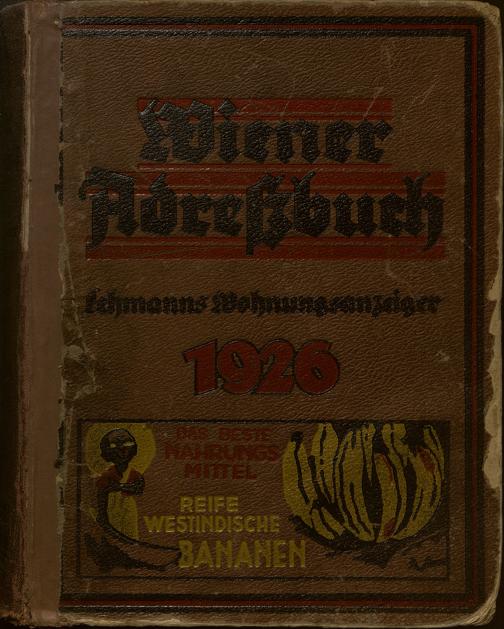 Wiener
Adreßbuch
Lehmanns Wohnungsanzeiger
1926
DAS BESTE
NAHRUNGS
MITTEL
REIFE
WESTINDISCHE
BANANEN